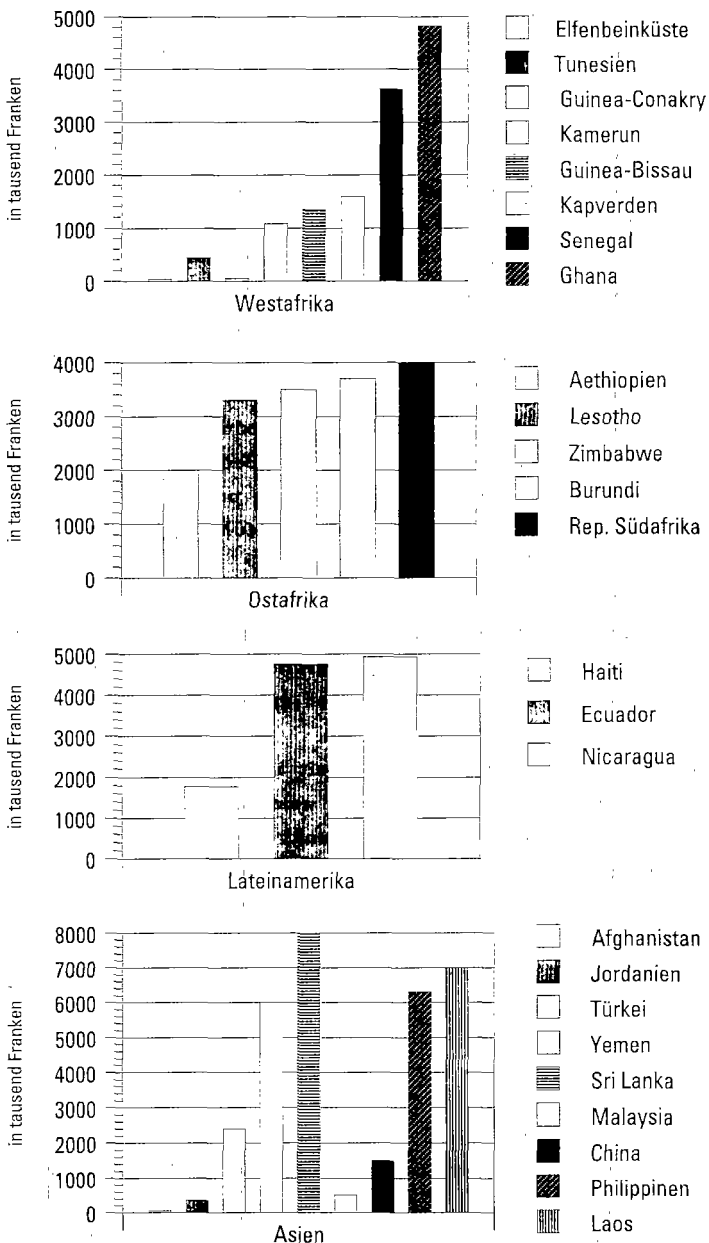 in tausend Franken
5000
4000
3000
2000
1000
0
Westafrika
Elfenbeinküste
Tunesien
Guinea-Conakry
Kamerun
Guinea-Bissau
Kapverden
Senegal
Ghana
in tausend Franken
4000
3000
2000
1000
0
Ostafrika
Aethiopien
Lesotho
Zimbabwe
Burundi
Rep. Südafrika
in tausend Franken
5000
4000
3000
2000
1000
0
Lateinamerika
Haiti
Ecuador
Nicaragua
in tausend Franken
8000
7000
6000
5000
4000
3000
2000
1000
0
Asien
Afghanistan
Jordanien
Türkei
Yemen
Sri Lanka
Malaysia
China
Philippinen
Laos